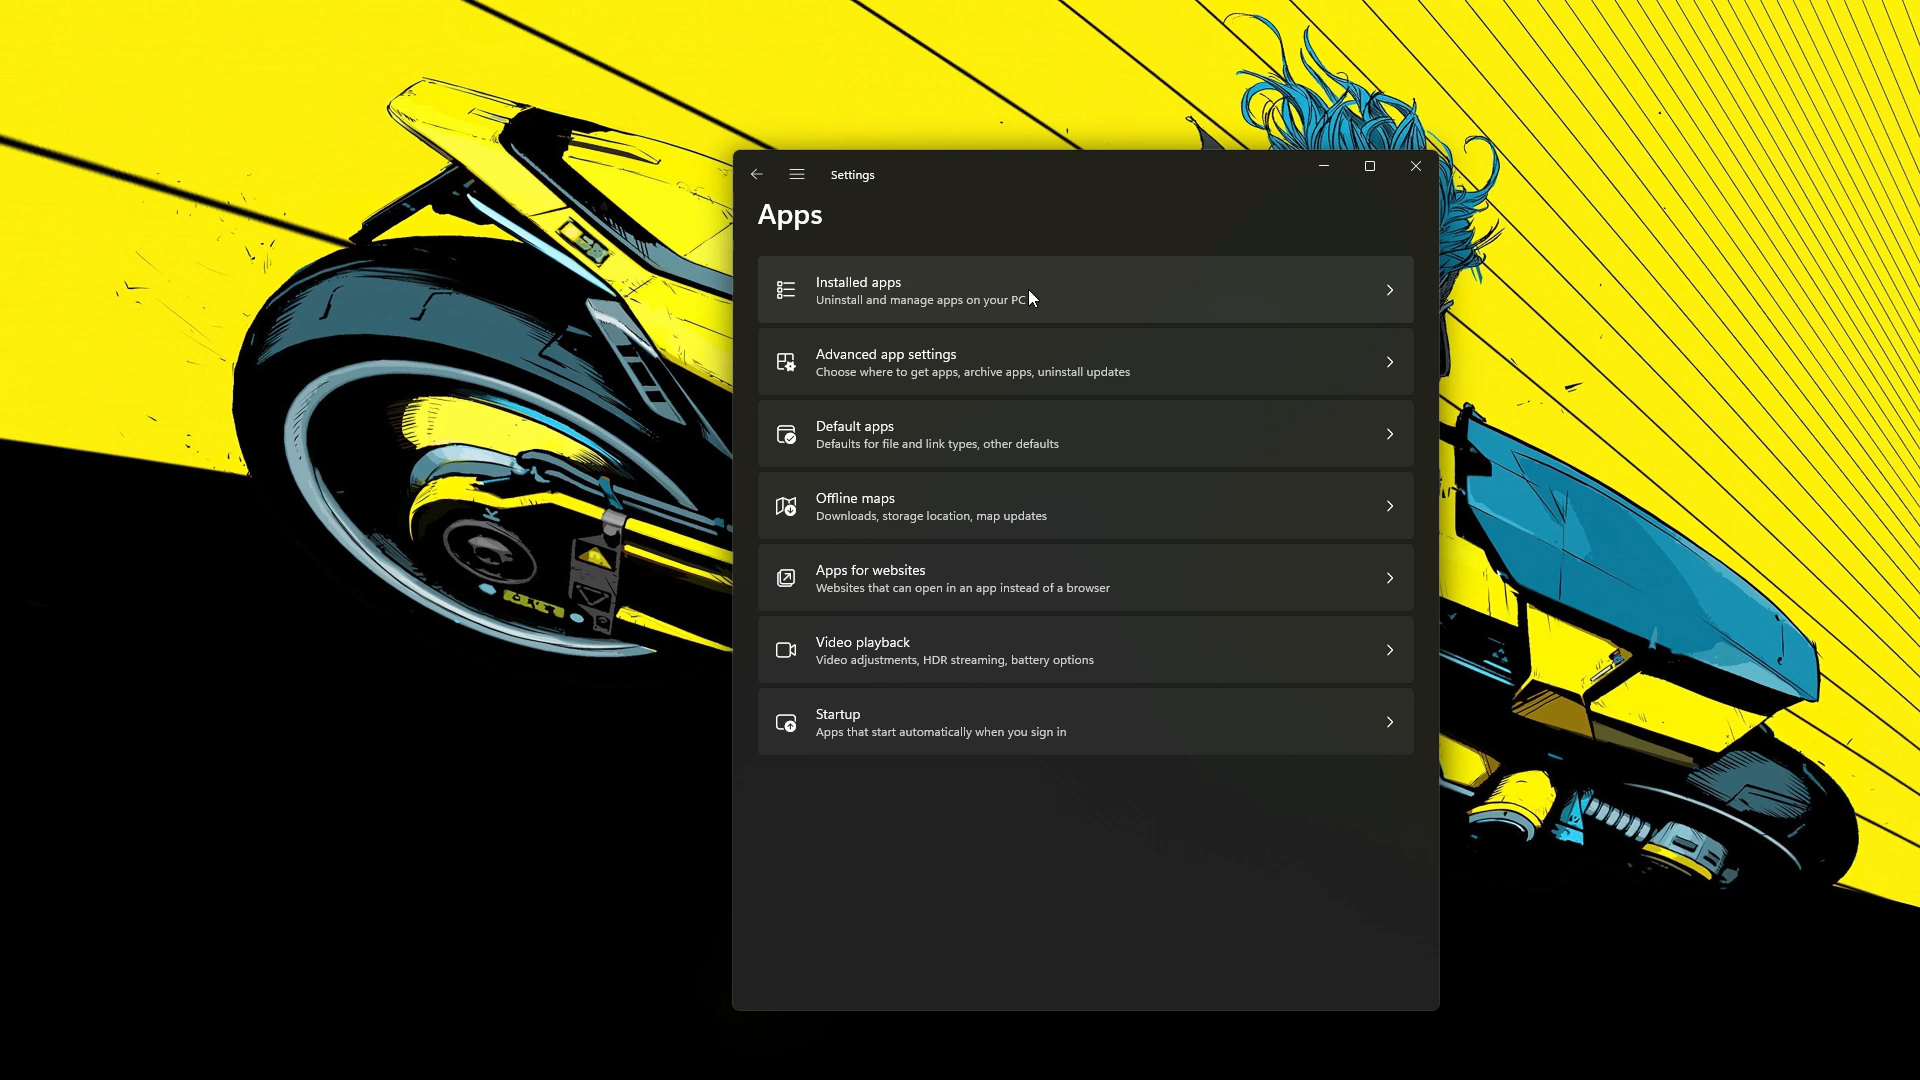 Settings
Apps
Installed apps
Uninstall and manage apps on your PC
Advanced app settings
Choose where to get apps, archive apps, uninstall updates
Default apps
Defaults for file and link types, other defaults
Offline maps
Downloads, storage location, map updates
Apps for websites
Websites that can open in an app instead of a browser
Video playback
Video adjustments, HDR streaming, battery options
Startup
Apps that start automatically when you sign in